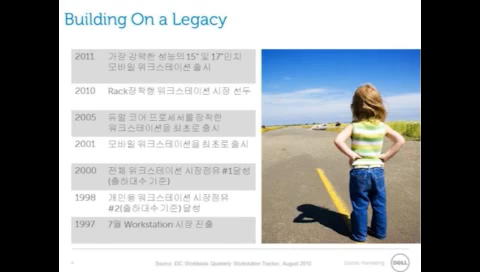 Building On a Legacy
2011 가장 강력한 성능의 15" 및 17"인치
모바일 워크스테이션 출시
2010 Rack장착형 워크스테이션 시장 선두
2005 듀얼 코어 프로세서를 장착한
워크스테이션을 최초로 출시
2001 모바일 워크스테이션을 최초로 출시
2000 전체 워크스테이션 시장점유 #1달성
(출하대수 기준)
1998 개인용 워크스테이션 시장점유
#2(출하대수 기준) 달성
1997 7월 Workstation 시장 진출
Source: IDC Worldwide Quarterly Workstation Tracker, August 2010
Marketing
DELL